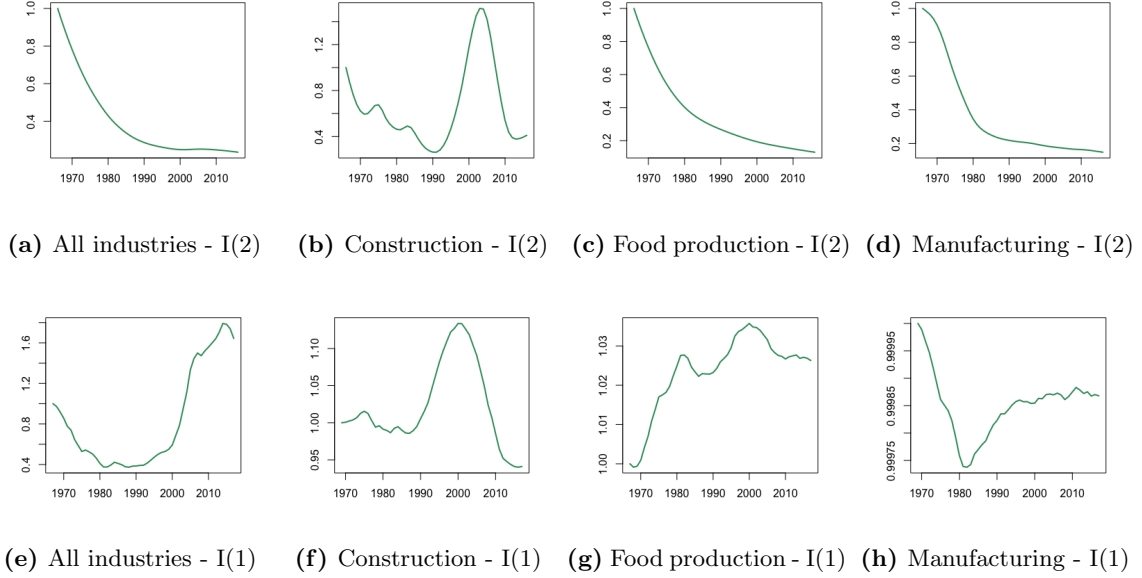 1.0
0.8
0.6
0.4
1970 1980 1990 2000 2010
1.2
0.8
0.4
1970 1980 1990 2000 2010
1.0
0.8
0.6
0.4
0.2
1970 1980 1990 2000 2010
1.0
0.8
0.6
0.4
0.2
1970 1980 1990 2000 2010
(a) All industries - I(2)
(b) Construction - I(2)
(c) Food production - I(2)
(d) Manufacturing - I(2)
1.6
1.2
0.8
0.4
1970 1980 1990 2000 2010
1.10
1.05
1.00
0.95
1970 1980 1990 2000 2010
1.03
1.02
1.01
1.00
1970 1980 1990 2000 2010
0.99995
0.99985
0.99975
1970 1980 1990 2000 2010
(e) All industries - I(1)
(f) Construction - I(1)
(g) Food production - I(1)
(h) Manufacturing - I(1)